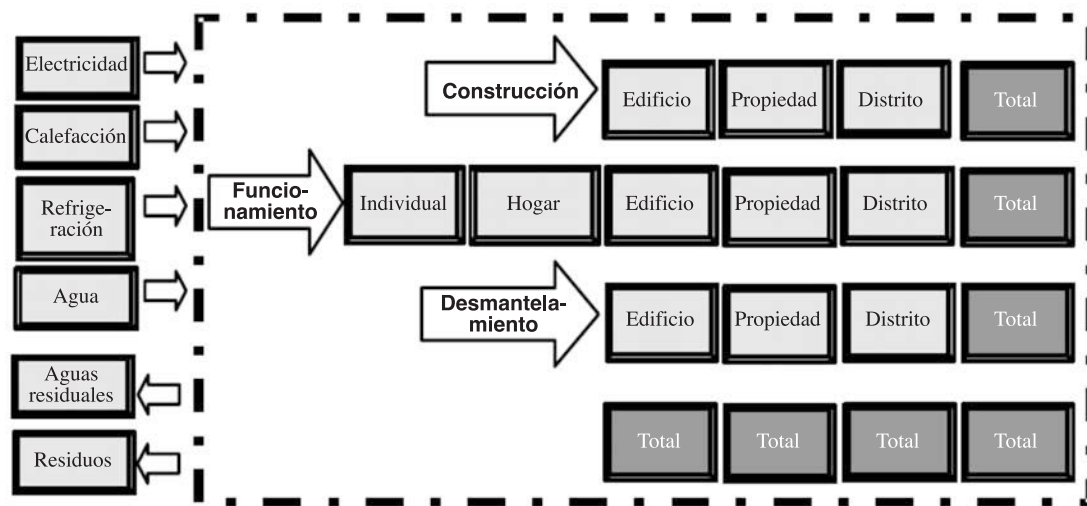 Electricidad
Calefacción
Refrige-
ración
Agua
Aguas
residuales
Residuos
Construcción
Edificio
Propiedad
Distrito
Total
Funcio-
namiento
Individual
Hogar
Edificio
Propiedad
Distrito
Total
Desmantela-
miento
Edificio
Propiedad
Distrito
Total
Total
Total
Total
Total